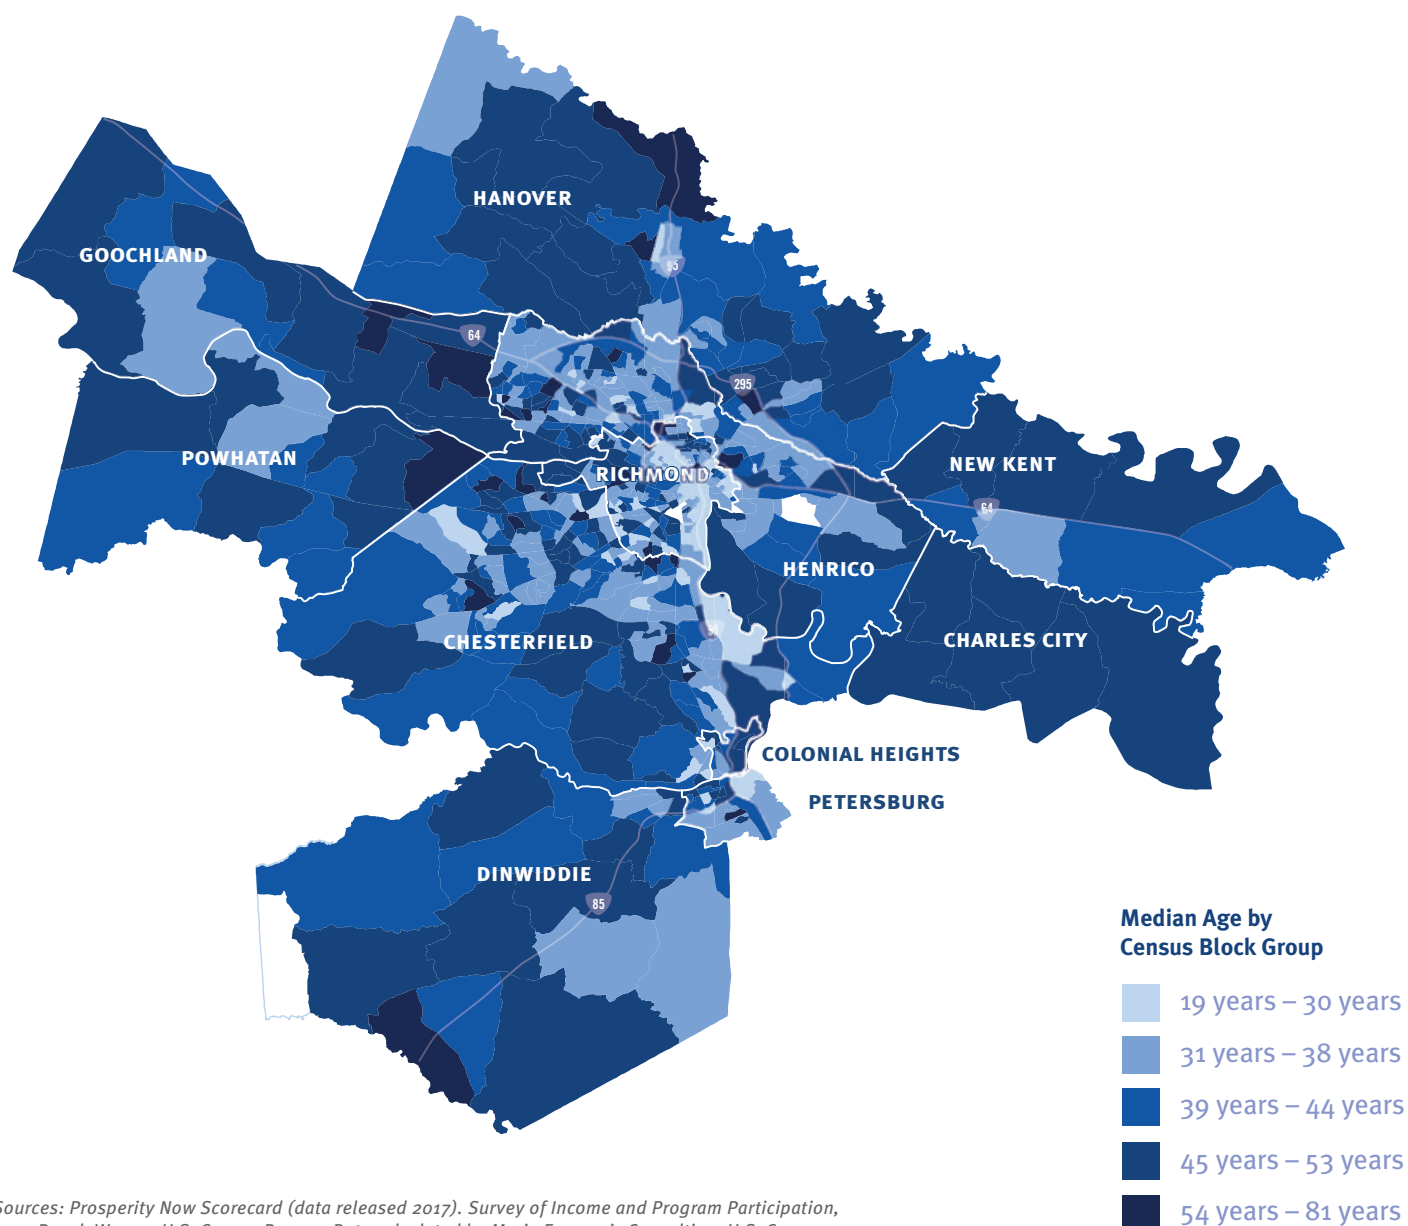 HANOVER
GOOCHLAND
95
64
295
POWHATAN
RICHMOND
NEW KENT
64
HENRICO
CHESTERFIELD
95
CHARLES CITY
COLONIAL HEIGHTS
PETERSBURG
DINWIDDIE
85
Median Age by
Census Block Group
19 years – 30 years
31 years – 38 years
39 years – 44 years
45 years – 53 years
54 years – 81 years
Sources: Prosperity Now Scorecard (data released 2017). Survey of Income and Program Participation,